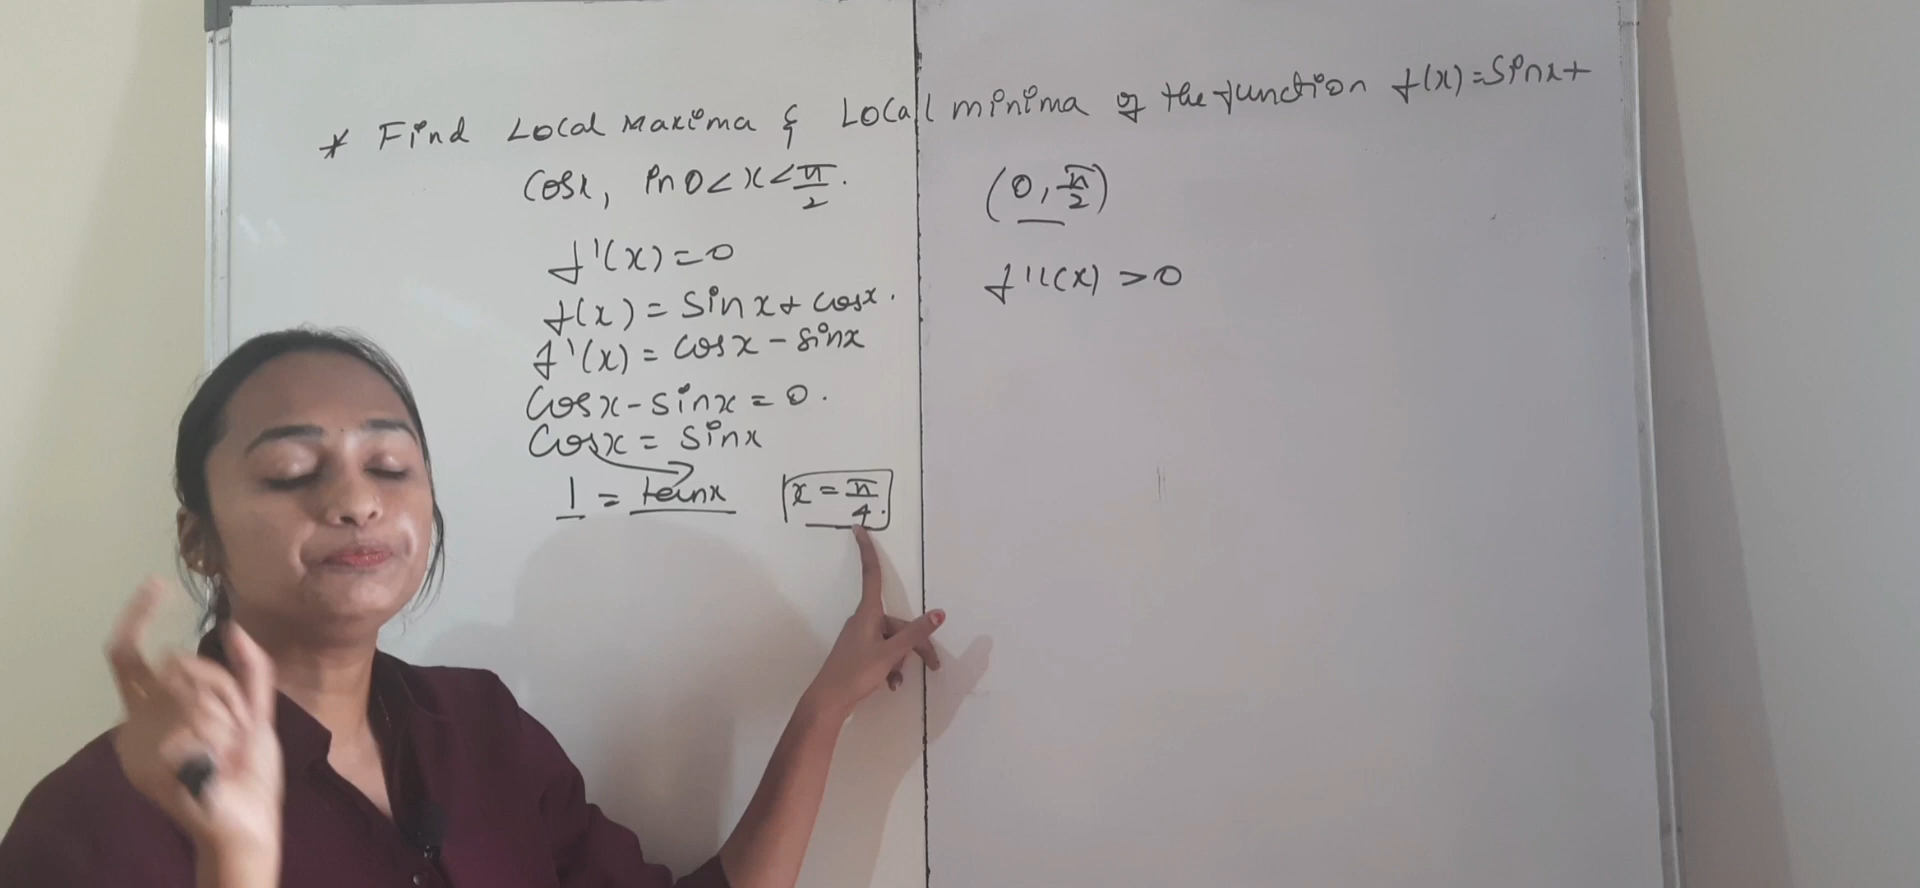 * Find Local Maxima & Local minima of the function f(x)=Sinx+
Cosx, in 0<x<π/2.
f'(x)=0
f(x)=Sinx+cosx.
f'(x)=cosx-sinx
Cosx-sinx=0.
Cosx=sinx
1=tanx x=π/4.
(0,π/2)
f''(x)>0